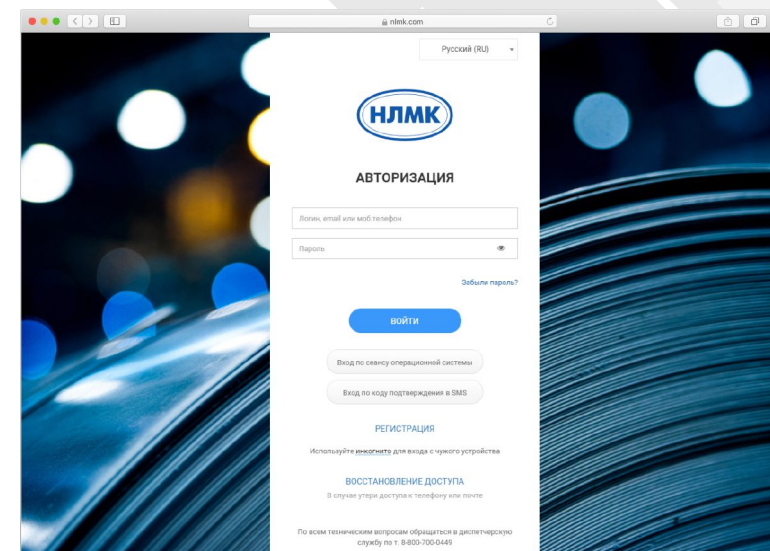 nlmk.com
Русский (RU)
НЛМК
АВТОРИЗАЦИЯ
Логин, email или моб.телефон
Пароль
Забыли пароль?
ВОЙТИ
Вход по сеансу операционной системы
Вход по коду подтверждения в SMS
РЕГИСТРАЦИЯ
Используйте инкогнито для входа с чужого устройства
ВОССТАНОВЛЕНИЕ ДОСТУПА
В случае утери доступа к телефону или почте
По всем техническим вопросам обращаться в диспетчерскую
службу по т. 8-800-700-0449